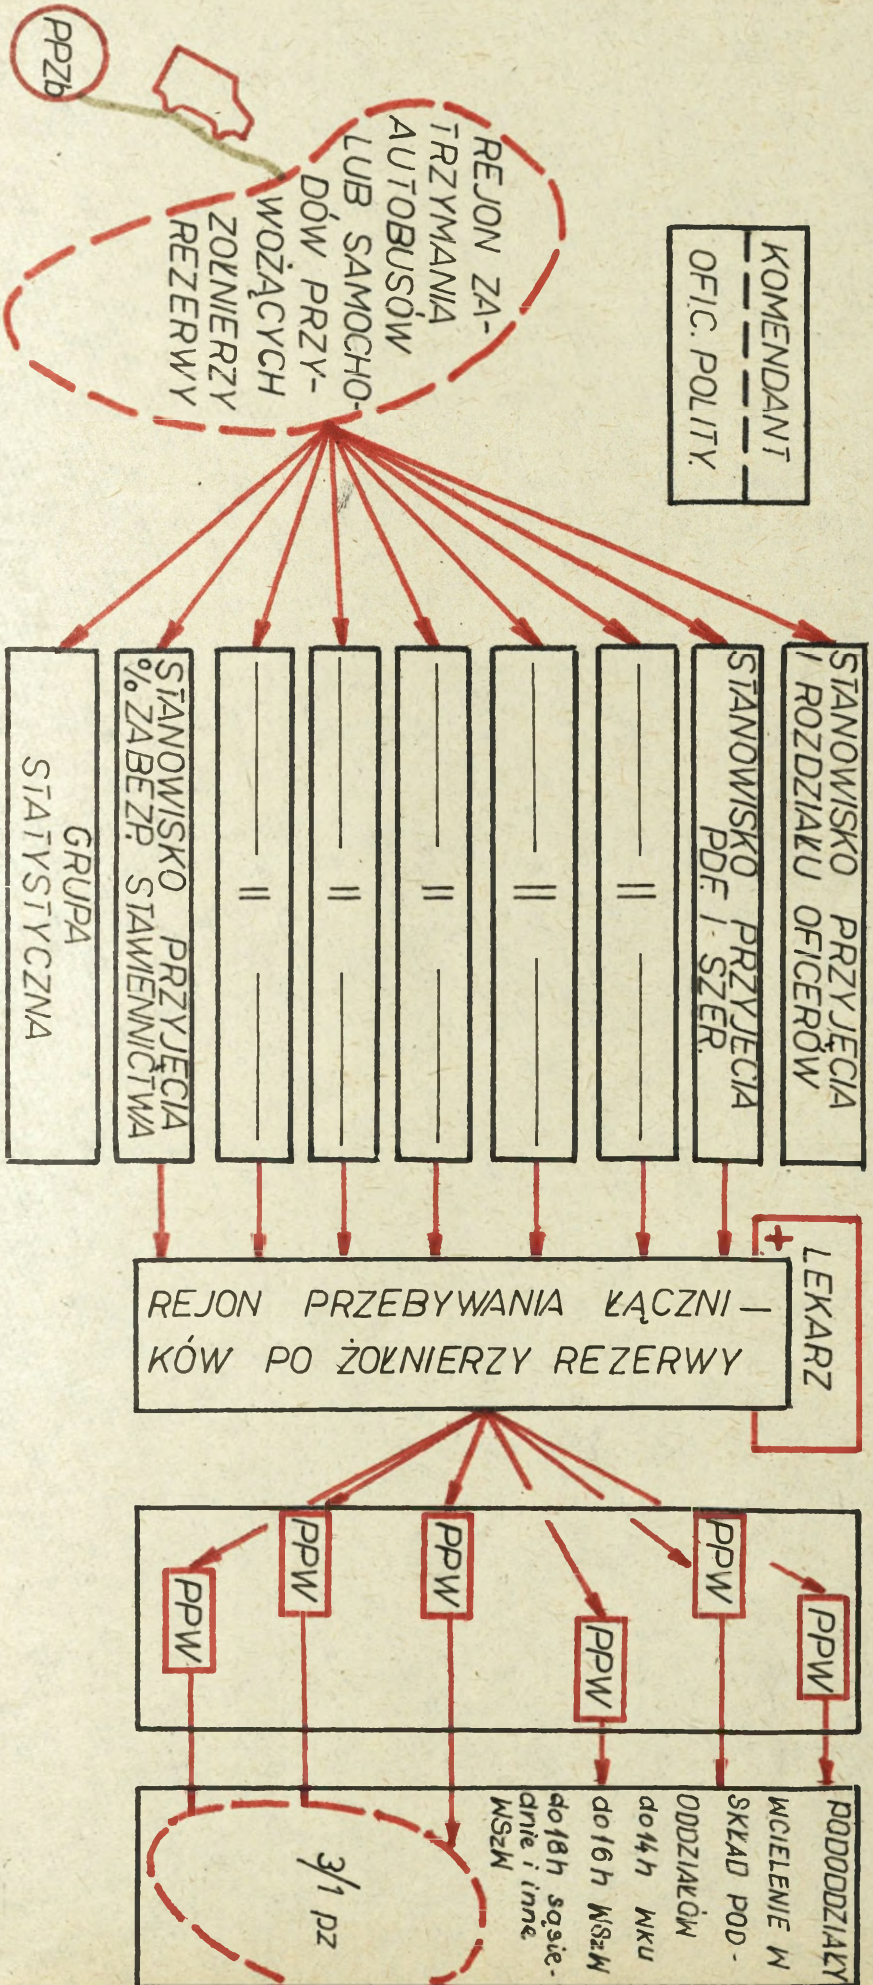 PPZb
REJON ZA-
TRZYMANIA
AUTOBUSÓW
LUB SAMOCHO-
DÓW PRZY-
WOŻĄCYCH
ŻOŁNIERZY
REZERWY
KOMENDANT
OFIC. POLITY.
STANOWISKO PRZYJĘCIA
I ROZDZIAŁU OFICERÓW
STANOWISKO PRZYJĘCIA
PDF. I SZER.
— || —
— || —
— || —
— || —
— || —
STANOWISKO PRZYJĘCIA
% ZABEZP. STAWIENNICTWA
GRUPA
STATYSTYCZNA
+ LEKARZ
REJON PRZEBYWANIA ŁĄCZNI-
KÓW PO ŻOŁNIERZY REZERWY
PPW
PPW
PPW
PPW
PPW
PPW
PODODDZIAŁY
WCIELENIE W
SKŁAD POD-
ODDZIAŁÓW
do 14 h WKU
do 16 h WSzW
do 18 h sąsie-
dnie i inne
WSzW
3/1 pz